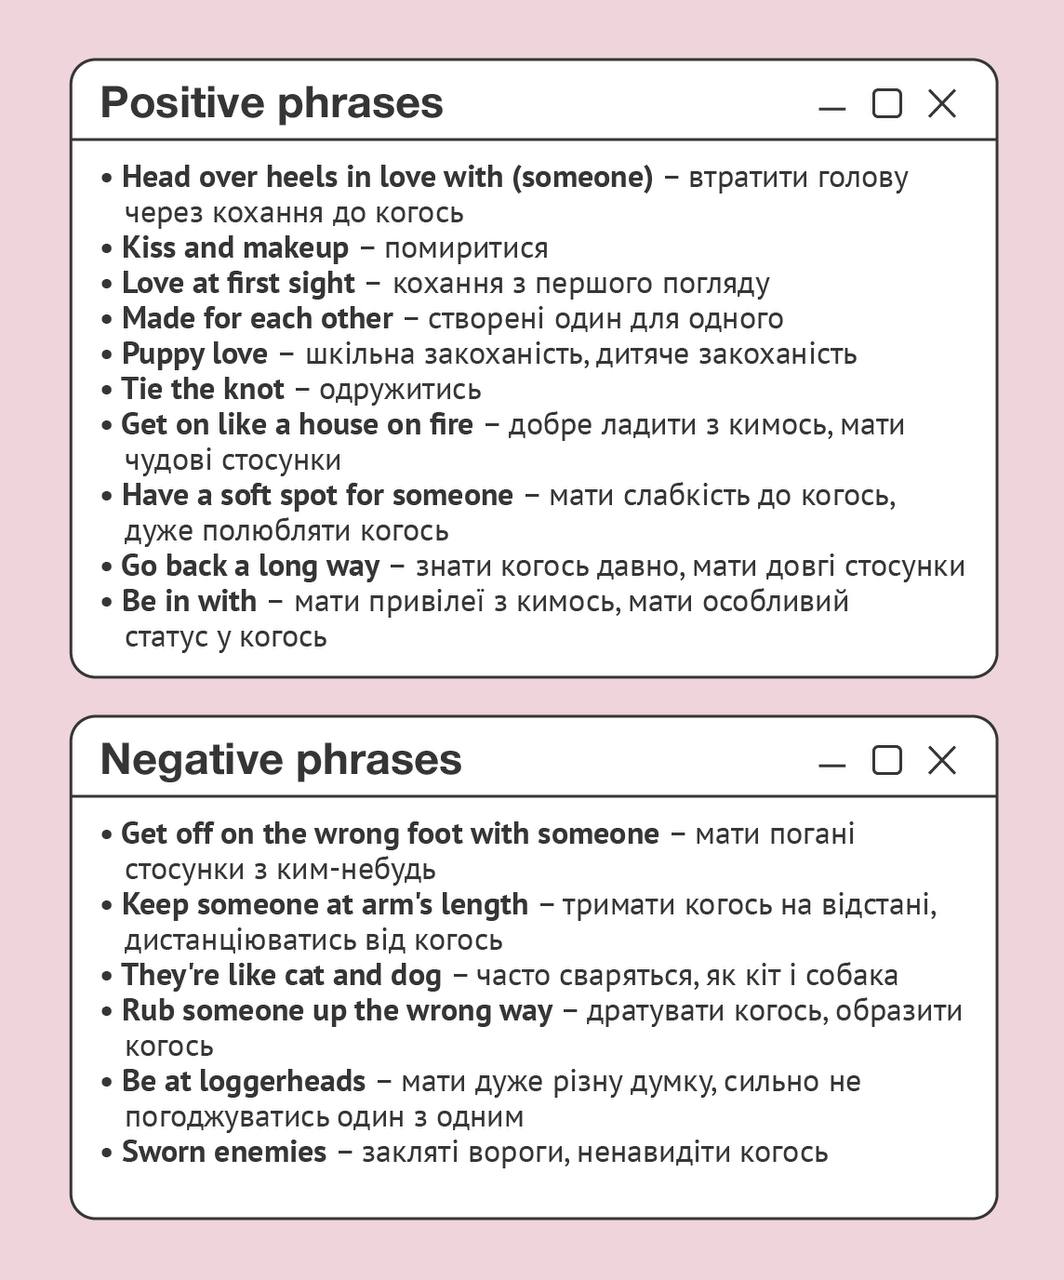 Positive phrases
• Head over heels in love with (someone) – втратити голову
через кохання до когось
• Kiss and makeup – помиритися
• Love at first sight – кохання з першого погляду
• Made for each other – створені один для одного
• Puppy love – шкільна закоханість, дитяче закоханість
• Tie the knot – одружитись
• Get on like a house on fire – добре ладити з кимось, мати
чудові стосунки
• Have a soft spot for someone – мати слабкість до когось,
дуже полюбляти когось
• Go back a long way – знати когось давно, мати довгі стосунки
• Be in with – мати привілеї з кимось, мати особливий
статус у когось
Negative phrases
• Get off on the wrong foot with someone – мати погані
стосунки з ким-небудь
• Keep someone at arm's length – тримати когось на відстані,
дистанціюватись від когось
• They're like cat and dog – часто сваряться, як кіт і собака
• Rub someone up the wrong way – дратувати когось, образити
когось
• Be at loggerheads – мати дуже різну думку, сильно не
погоджуватись один з одним
• Sworn enemies – закляті вороги, ненавидіти когось